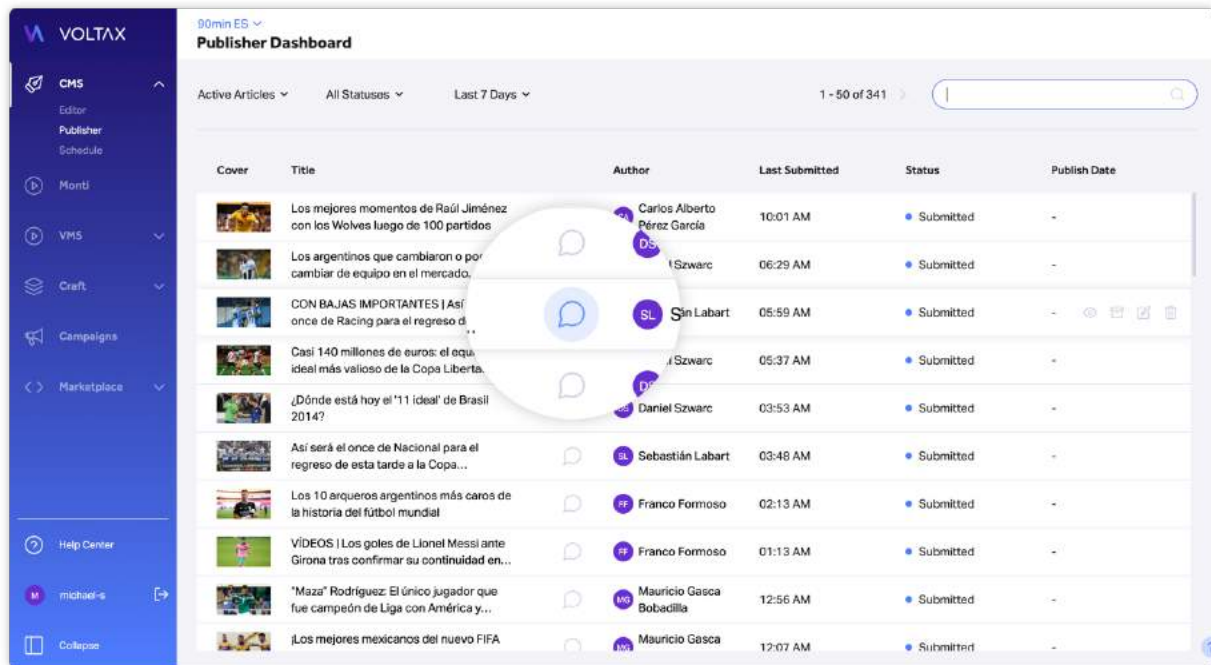 VOLTAX
90min ES
Publisher Dashboard
CMS
Editor
Publisher
Schedule
Monti
VMS
Craft
Campaigns
Marketplace
Help Center
M
michael-s
Collapse
Active Articles
All Statuses
Last 7 Days
1 - 50 of 341
Cover Title Author Last Submitted Status Publish Date
Los mejores momentos de Raúl Jiménez
con los Wolves luego de 100 partidos
Carlos Alberto
Pérez García
10:01 AM Submitted -
Los argentinos que cambiaron o
cambiar de equipo en el mercado
DS
Szwarc 06:29 AM Submitted -
CON BAJAS IMPORTANTES | Así
once de Racing para el regreso
SL
Labart 05:59 AM Submitted -
Casi 140 millones de euros: el
ideal más valioso de la Copa
DS
Szwarc 05:37 AM Submitted -
¿Dónde está hoy el '11 ideal' de Brasil
2014?
Daniel Szwarc 03:53 AM Submitted -
Así será el once de Nacional para el
regreso de esta tarde a la Copa...
SL Sebastián Labart 03:48 AM Submitted -
Los 10 arqueros argentinos más caros de
la historia del fútbol mundial
FF Franco Formoso 02:13 AM Submitted -
VÍDEOS | Los goles de Lionel Messi ante
Girona tras confirmar su continuidad en...
FF Franco Formoso 01:13 AM Submitted -
"Maza" Rodríguez: El único jugador que
fue campeón de Liga con América y...
MG Mauricio Gasca
Bobadilla
12:56 AM Submitted -
¡Los mejores mexicanos del nuevo FIFA
MG Mauricio Gasca
12:07 AM Submitted -